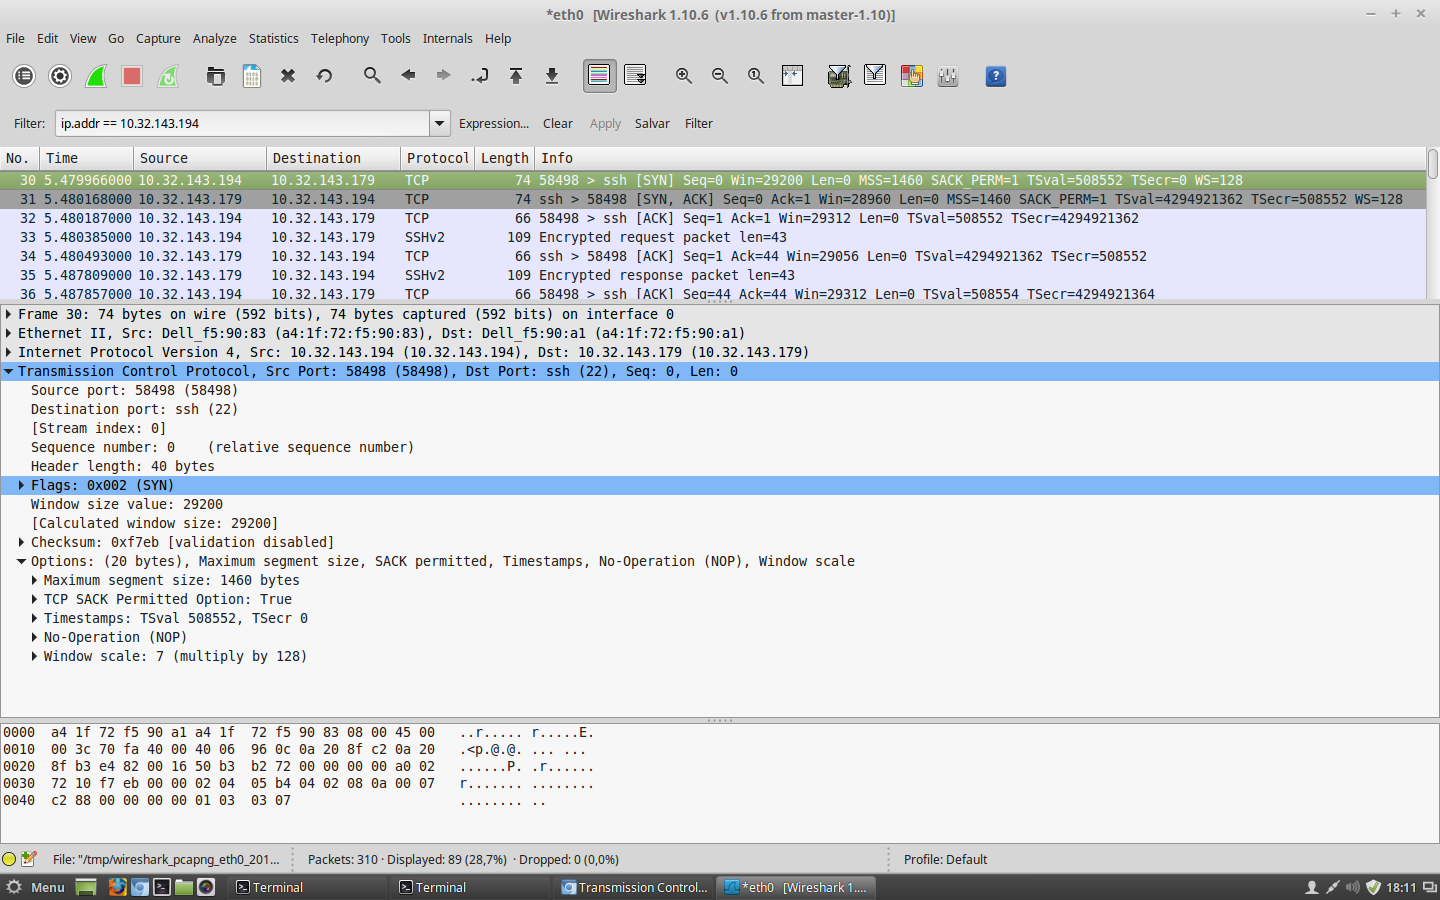 *eth0   [Wireshark 1.10.6  (v1.10.6 from master-1.10)]
File Edit View Go Capture Analyze Statistics Telephony Tools Internals Help
Filter: ip.addr == 10.32.143.194 Expression... Clear Apply Salvar Filter
No. Time Source Destination Protocol Length Info
30 5.479966000 10.32.143.194 10.32.143.179 TCP 74 58498 > ssh [SYN] Seq=0 Win=29200 Len=0 MSS=1460 SACK_PERM=1 TSval=508552 TSecr=0 WS=128
31 5.480168000 10.32.143.179 10.32.143.194 TCP 74 ssh > 58498 [SYN, ACK] Seq=0 Ack=1 Win=28960 Len=0 MSS=1460 SACK_PERM=1 TSval=4294921362 TSecr=508552 WS=128
32 5.480187000 10.32.143.194 10.32.143.179 TCP 66 58498 > ssh [ACK] Seq=1 Ack=1 Win=29312 Len=0 TSval=508552 TSecr=4294921362
33 5.480385000 10.32.143.194 10.32.143.179 SSHv2 109 Encrypted request packet len=43
34 5.480493000 10.32.143.179 10.32.143.194 TCP 66 ssh > 58498 [ACK] Seq=1 Ack=44 Win=29056 Len=0 TSval=4294921362 TSecr=508552
35 5.487809000 10.32.143.179 10.32.143.194 SSHv2 109 Encrypted response packet len=43
36 5.487857000 10.32.143.194 10.32.143.179 TCP 66 58498 > ssh [ACK] Seq=44 Ack=44 Win=29312 Len=0 TSval=508554 TSecr=4294921364
Frame 30: 74 bytes on wire (592 bits), 74 bytes captured (592 bits) on interface 0
Ethernet II, Src: Dell_f5:90:83 (a4:1f:72:f5:90:83), Dst: Dell_f5:90:a1 (a4:1f:72:f5:90:a1)
Internet Protocol Version 4, Src: 10.32.143.194 (10.32.143.194), Dst: 10.32.143.179 (10.32.143.179)
Transmission Control Protocol, Src Port: 58498 (58498), Dst Port: ssh (22), Seq: 0, Len: 0
Source port: 58498 (58498)
Destination port: ssh (22)
[Stream index: 0]
Sequence number: 0    (relative sequence number)
Header length: 40 bytes
Flags: 0x002 (SYN)
Window size value: 29200
[Calculated window size: 29200]
Checksum: 0xf7eb [validation disabled]
Options: (20 bytes), Maximum segment size, SACK permitted, Timestamps, No-Operation (NOP), Window scale
Maximum segment size: 1460 bytes
TCP SACK Permitted Option: True
Timestamps: TSval 508552, TSecr 0
No-Operation (NOP)
Window scale: 7 (multiply by 128)
0000  a4 1f 72 f5 90 a1 a4 1f  72 f5 90 83 08 00 45 00   ..r..... r.....E.
0010  00 3c 70 fa 40 00 40 06  96 0c 0a 20 8f c2 0a 20   .<p.@.@. ... ...
0020  8f b3 e4 82 00 16 50 b3  b2 72 00 00 00 00 a0 02   ......P. .r......
0030  72 10 f7 eb 00 00 02 04  05 b4 04 02 08 0a 00 07   r....... ........
0040  c2 88 00 00 00 00 01 03  03 07                     ........ ..
File: "/tmp/wireshark_pcapng_eth0_201... Packets: 310 · Displayed: 89 (28,7%)  · Dropped: 0 (0,0%) Profile: Default
Menu Terminal Terminal Transmission Control... *eth0   [Wireshark 1.... 18:11